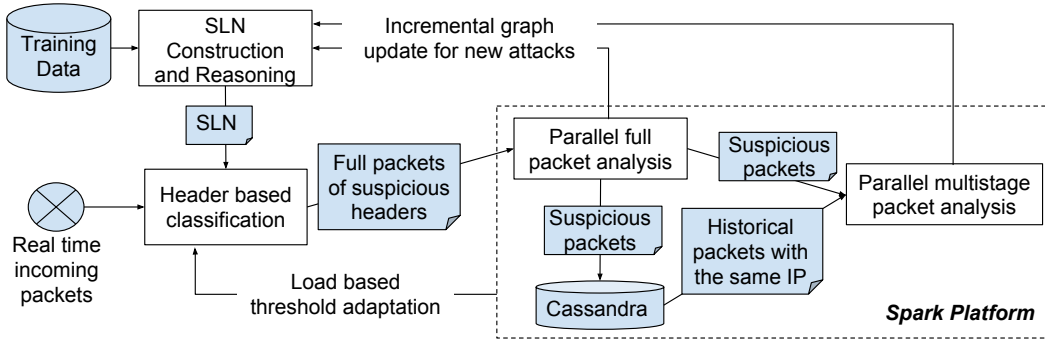 Training
Data
SLN
Construction
and Reasoning
Incremental graph
update for new attacks
SLN
Header based
classification
Full packets
of suspicious
headers
Parallel full
packet analysis
Suspicious
packets
Parallel multistage
packet analysis
Real time
incoming
packets
Load based
threshold adaptation
Suspicious
packets
Historical
packets with
the same IP
Cassandra
Spark Platform